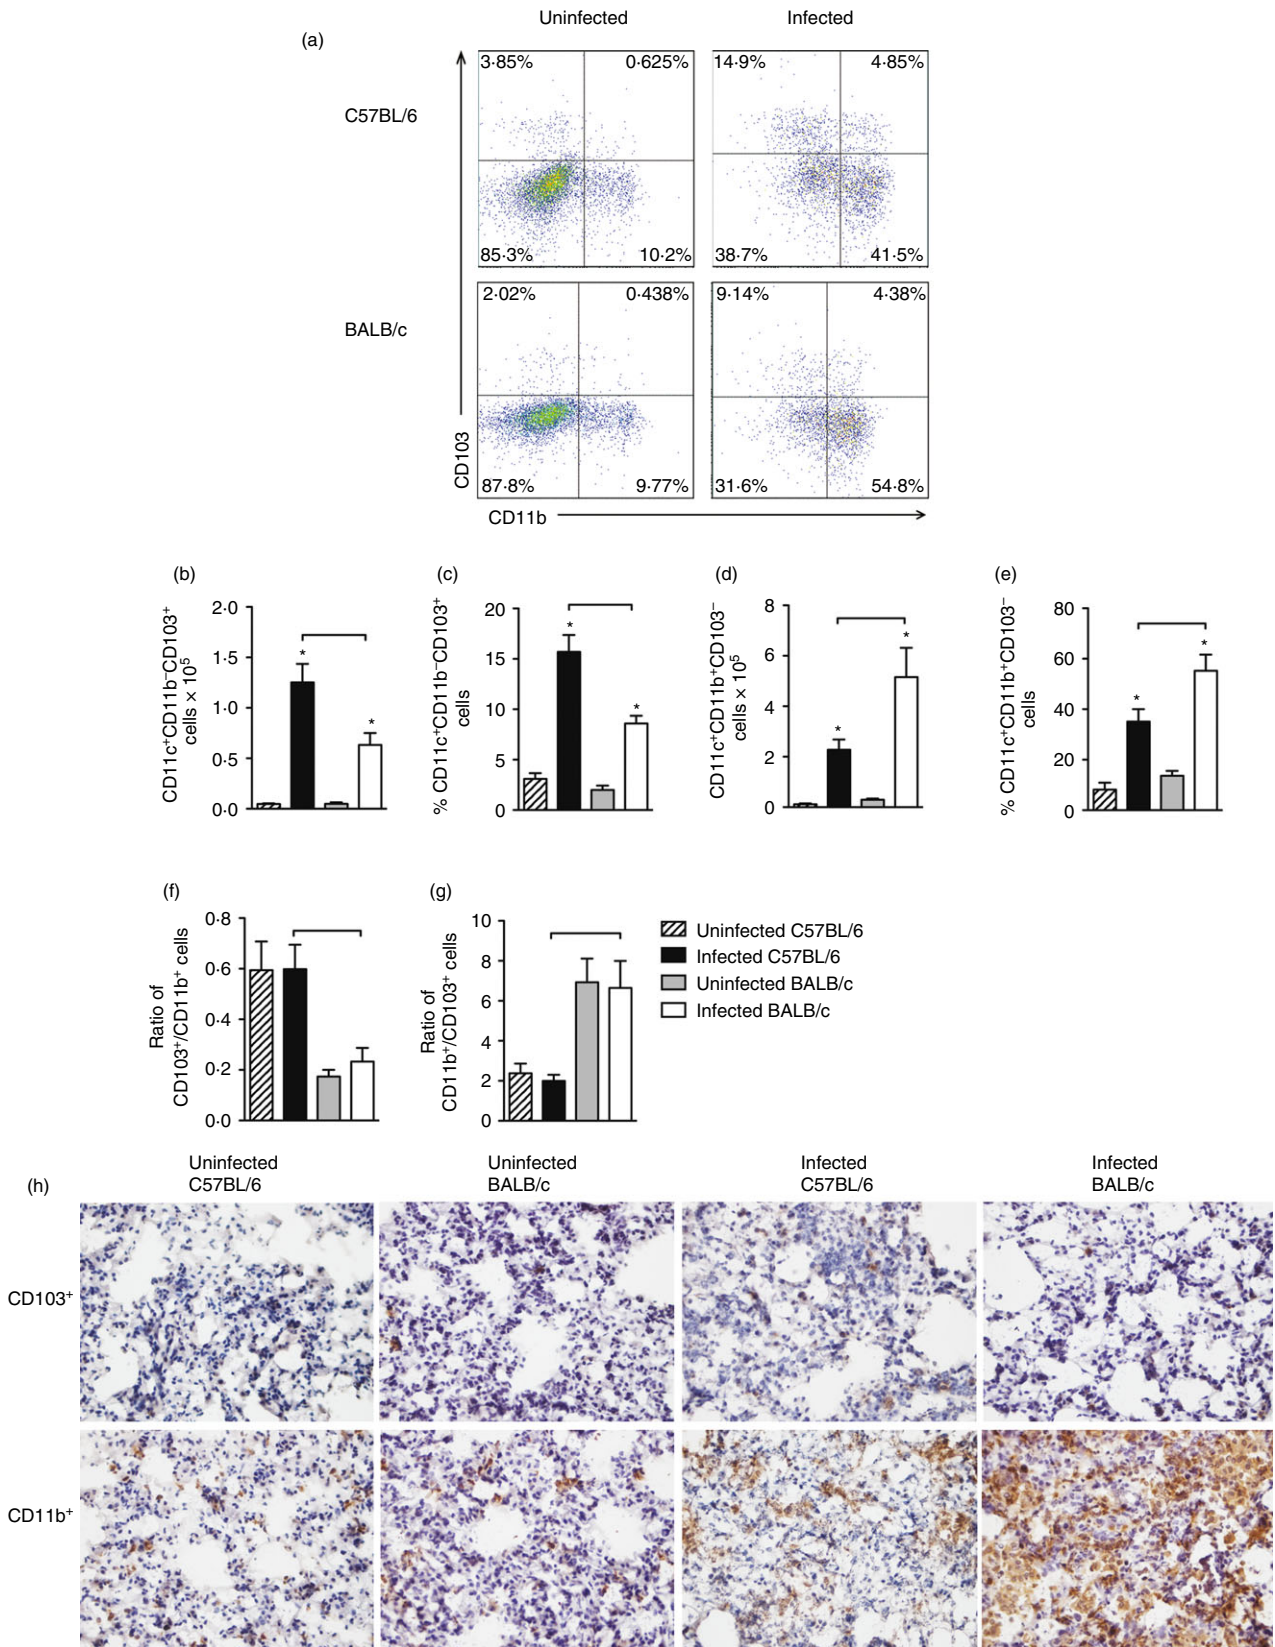 Uninfected
Infected
(a)
3·85%
0·625%
14·9%
4·85%
C57BL/6
85·3%
10·2%
38·7%
41·5%
2·02%
0·438%
9·14%
4·38%
BALB/c
87·8%
9·77%
31·6%
54·8%
CD103
CD11b
(b)
CD11c⁺CD11b⁻CD103⁺
cells × 10⁵
2·0
1·5
1·0
0·5
0·0
*
*
(c)
% CD11c⁺CD11b⁻CD103⁺
cells
20
15
10
5
0
*
*
(d)
CD11c⁺CD11b⁺CD103⁻
cells × 10⁵
8
6
4
2
0
*
*
(e)
% CD11c⁺CD11b⁺CD103⁻
cells
80
60
40
20
0
*
*
(f)
Ratio of
CD103⁺/CD11b⁺ cells
0·8
0·6
0·4
0·2
0·0
(g)
Ratio of
CD11b⁺/CD103⁺ cells
10
8
6
4
2
0
Uninfected C57BL/6
Infected C57BL/6
Uninfected BALB/c
Infected BALB/c
(h)
Uninfected
C57BL/6
Uninfected
BALB/c
Infected
C57BL/6
Infected
BALB/c
CD103⁺
CD11b⁺